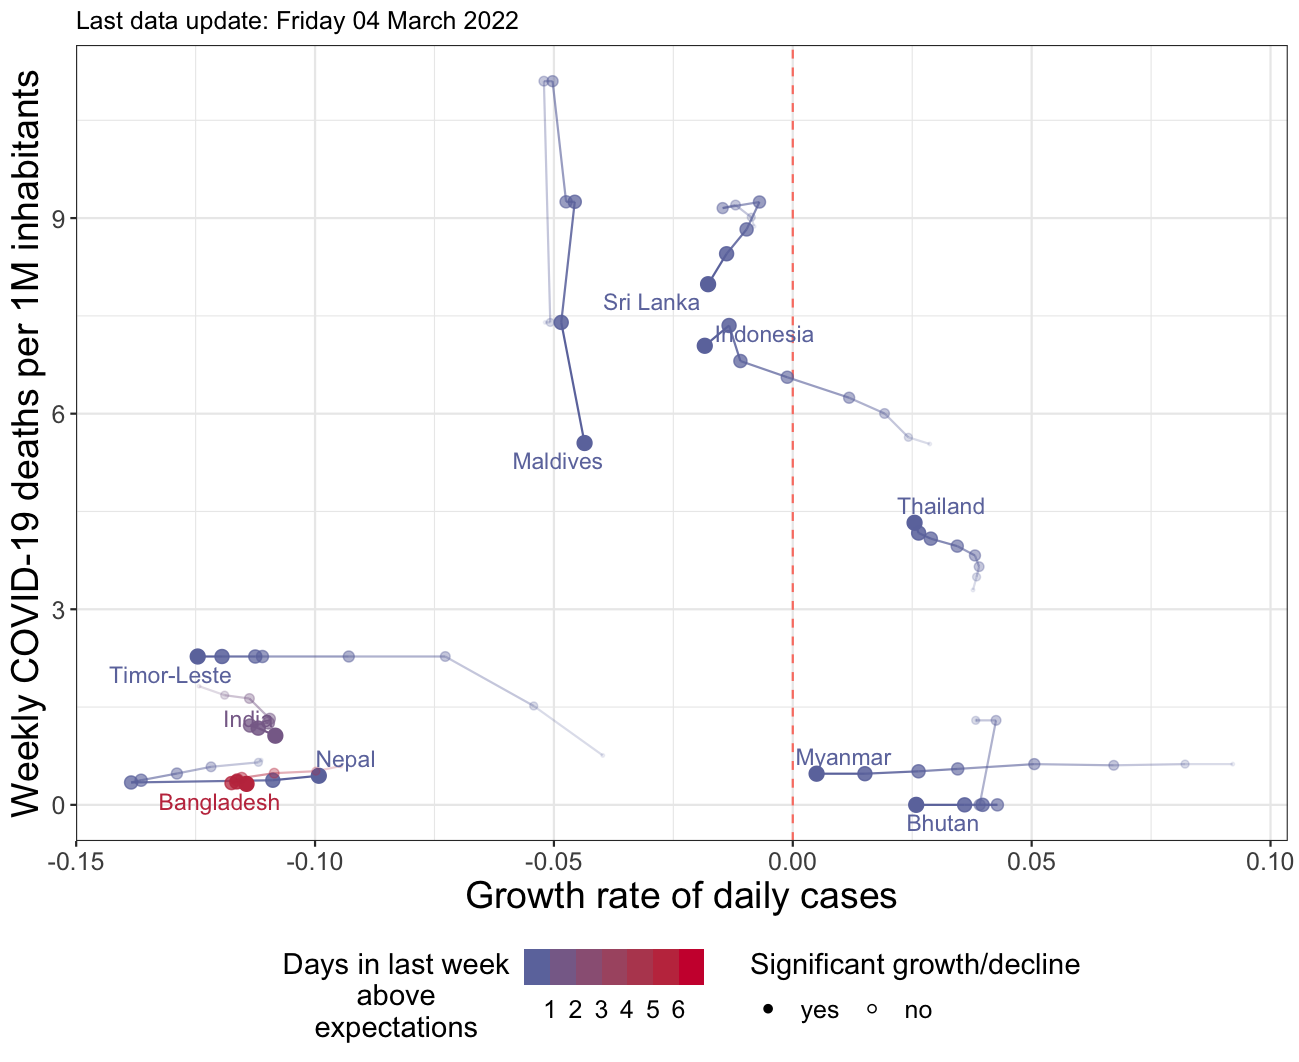 Last data update: Friday 04 March 2022
Weekly COVID-19 deaths per 1M inhabitants
9
6
3
0
Sri Lanka
Indonesia
Maldives
Thailand
Timor-Leste
India
Nepal
Bangladesh
Myanmar
Bhutan
-0.15 -0.10 -0.05 0.00 0.05 0.10
Growth rate of daily cases
Days in last week
above
expectations
1 2 3 4 5 6
Significant growth/decline
yes no